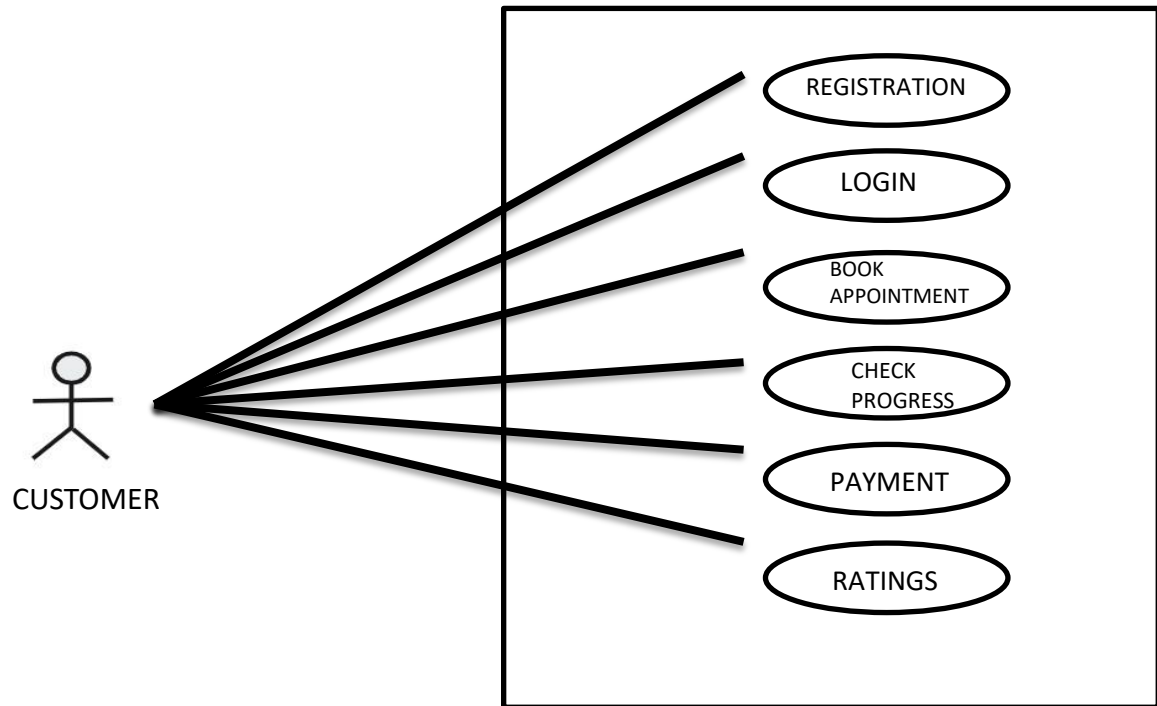 REGISTRATION
LOGIN
BOOK
APPOINTMENT
CHECK
PROGRESS
PAYMENT
CUSTOMER
RATINGS